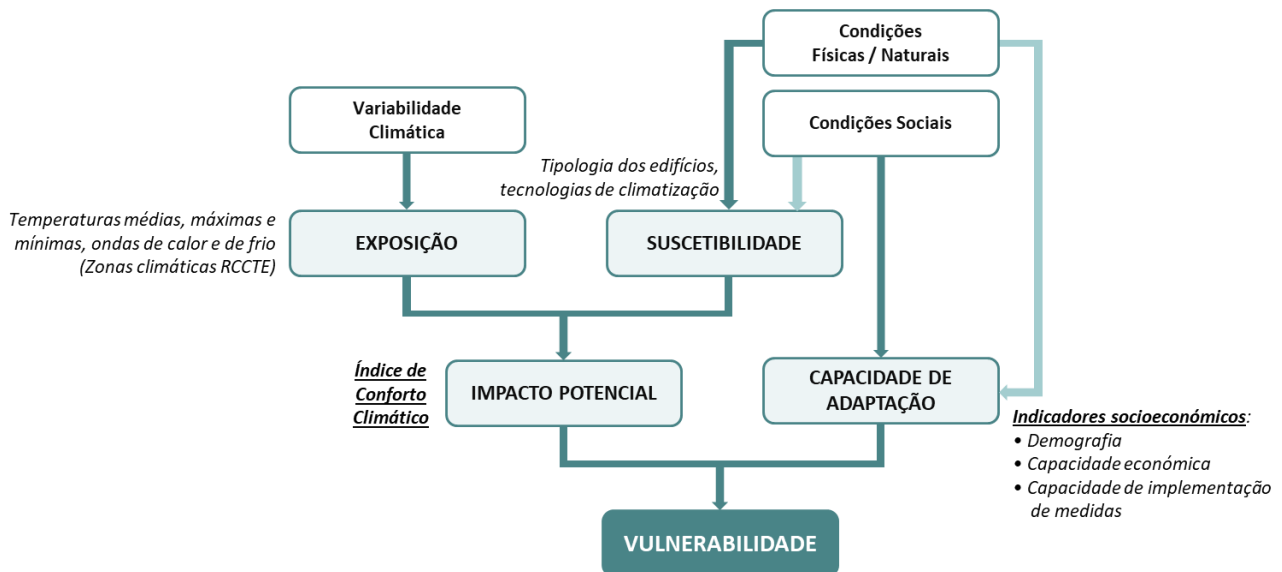 Condições
Físicas / Naturais
Variabilidade
Climática
Condições Sociais
Tipologia dos edifícios,
tecnologias de climatização
Temperaturas médias, máximas e
mínimas, ondas de calor e de frio
(Zonas climáticas RCCTE)
EXPOSIÇÃO
SUSCETIBILIDADE
Índice de
Conforto
Climático
IMPACTO POTENCIAL
CAPACIDADE DE
ADAPTAÇÃO
Indicadores socioeconómicos:
• Demografia
• Capacidade económica
• Capacidade de implementação
de medidas
VULNERABILIDADE